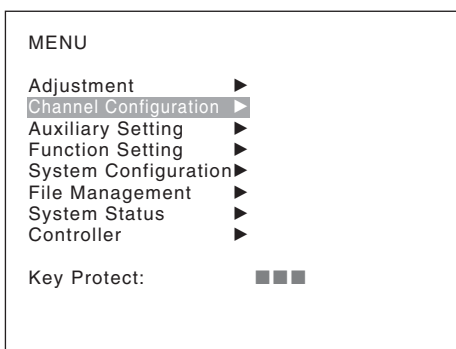 MENU
Adjustment ▶
Channel Configuration ▶
Auxiliary Setting ▶
Function Setting ▶
System Configuration▶
File Management ▶
System Status ▶
Controller ▶
Key Protect: ■■■